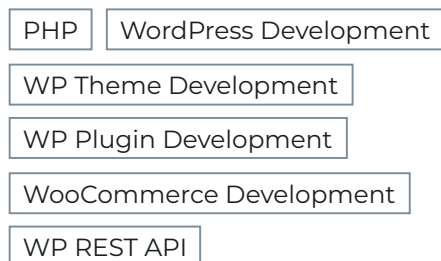 PHP WordPress Development
WP Theme Development
WP Plugin Development
WooCommerce Development
WP REST API